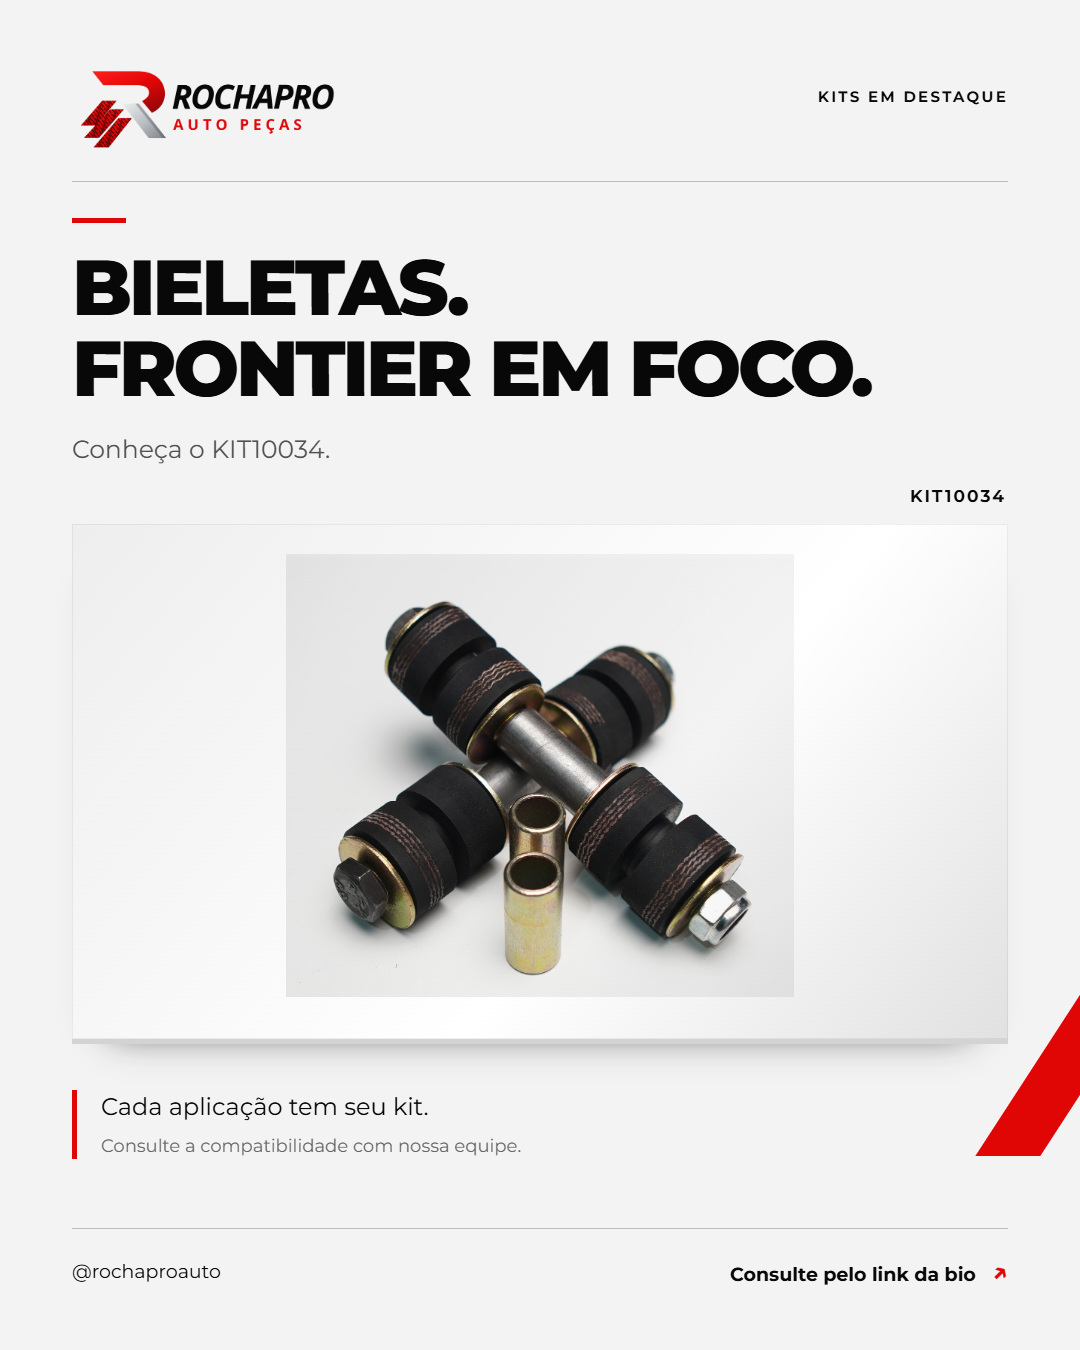 ROCHAPRO
AUTO PEÇAS
KITS EM DESTAQUE
BIELETAS.
FRONTIER EM FOCO.
Conheça o KIT10034.
KIT10034
Cada aplicação tem seu kit.
Consulte a compatibilidade com nossa equipe.
@rochaproauto
Consulte pelo link da bio